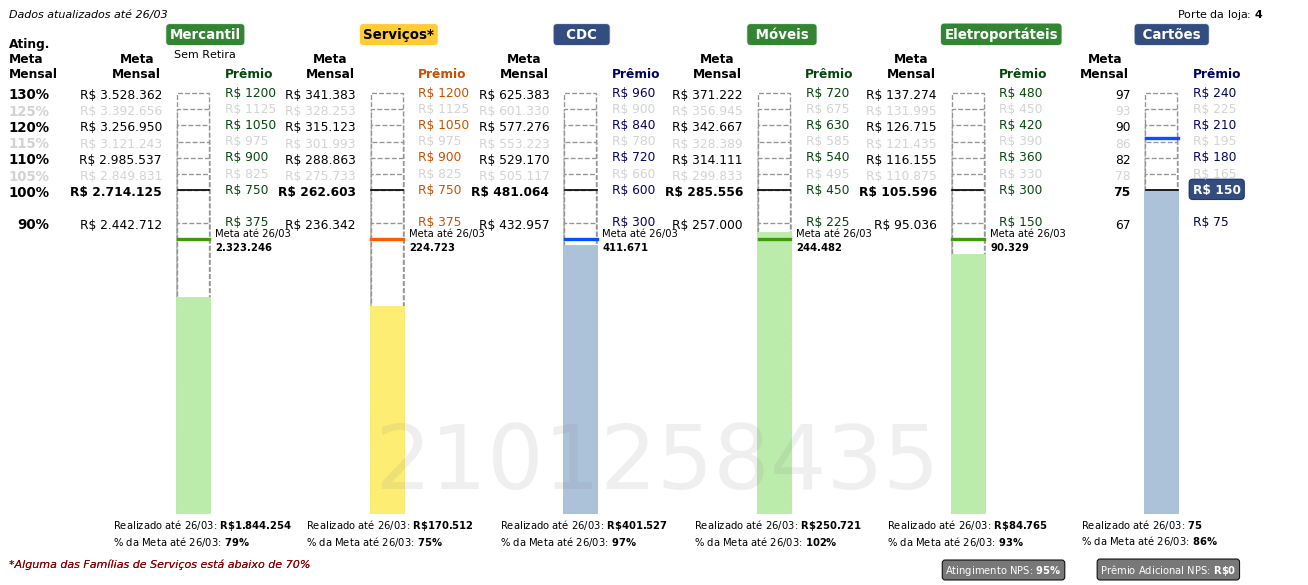 Dados atualizados até 26/03 Porte da loja: 4
Mercantil Serviços* CDC Móveis Eletroportáteis Cartões
Sem Retira
Ating. Meta Mensal Meta Mensal Prêmio Meta Mensal Prêmio Meta Mensal Prêmio Meta Mensal Prêmio Meta Mensal Prêmio Meta Mensal Prêmio
130% R$ 3.528.362 R$ 1200 R$ 341.383 R$ 1200 R$ 625.383 R$ 960 R$ 371.222 R$ 720 R$ 137.274 R$ 480 97 R$ 240
125% R$ 3.392.656 R$ 1125 R$ 328.253 R$ 1125 R$ 601.330 R$ 900 R$ 356.945 R$ 675 R$ 131.995 R$ 450 93 R$ 225
120% R$ 3.256.950 R$ 1050 R$ 315.123 R$ 1050 R$ 577.276 R$ 840 R$ 342.667 R$ 630 R$ 126.715 R$ 420 90 R$ 210
115% R$ 3.121.243 R$ 975 R$ 301.993 R$ 975 R$ 553.223 R$ 780 R$ 328.389 R$ 585 R$ 121.435 R$ 390 86 R$ 195
110% R$ 2.985.537 R$ 900 R$ 288.863 R$ 900 R$ 529.170 R$ 720 R$ 314.111 R$ 540 R$ 116.155 R$ 360 82 R$ 180
105% R$ 2.849.831 R$ 825 R$ 275.733 R$ 825 R$ 505.117 R$ 660 R$ 299.833 R$ 495 R$ 110.875 R$ 330 78 R$ 165
100% R$ 2.714.125 R$ 750 R$ 262.603 R$ 750 R$ 481.064 R$ 600 R$ 285.556 R$ 450 R$ 105.596 R$ 300 75 R$ 150
90% R$ 2.442.712 R$ 375 R$ 236.342 R$ 375 R$ 432.957 R$ 300 R$ 257.000 R$ 225 R$ 95.036 R$ 150 67 R$ 75
Meta até 26/03 Meta até 26/03 Meta até 26/03 Meta até 26/03 Meta até 26/03
2.323.246 224.723 411.671 244.482 90.329
2101258435
Realizado até 26/03: R$1.844.254 Realizado até 26/03: R$170.512 Realizado até 26/03: R$401.527 Realizado até 26/03: R$250.721 Realizado até 26/03: R$84.765 Realizado até 26/03: 75
% da Meta até 26/03: 79% % da Meta até 26/03: 75% % da Meta até 26/03: 97% % da Meta até 26/03: 102% % da Meta até 26/03: 93% % da Meta até 26/03: 86%
*Alguma das Famílias de Serviços está abaixo de 70% Atingimento NPS: 95% Prêmio Adicional NPS: R$0